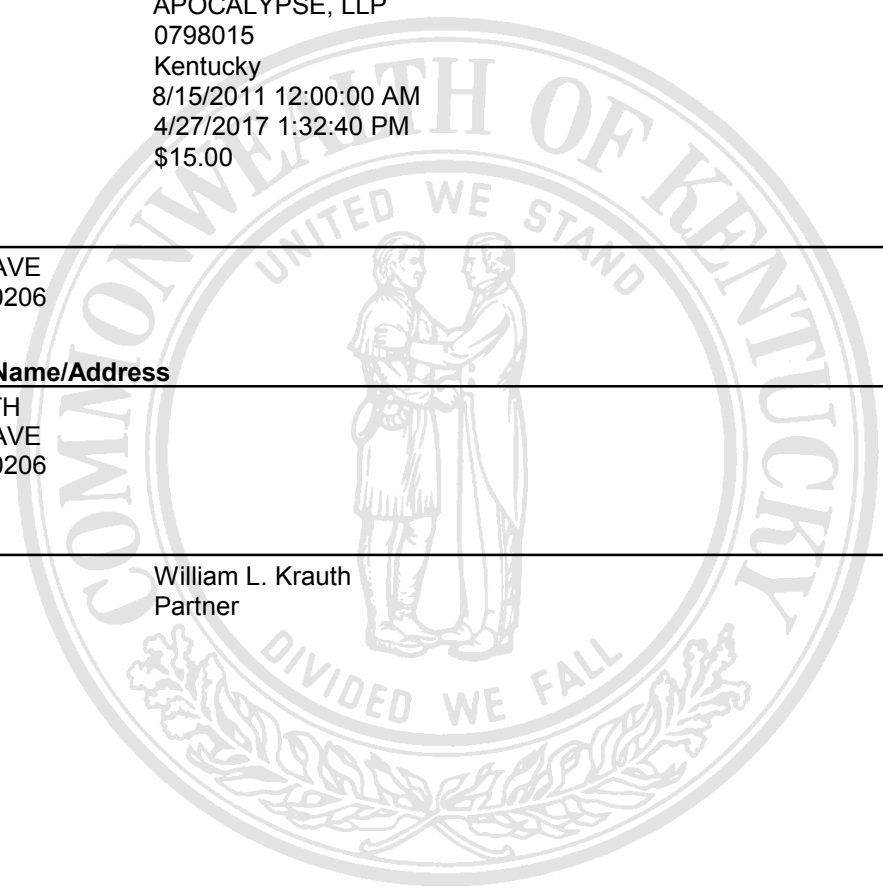 APOCALYPSE, LLP
0798015
Kentucky
8/15/2011 12:00:00 AM
4/27/2017 1:32:40 PM
$15.00
AVE
0206
Name/Address
TH
AVE
0206
William L. Krauth
Partner
COMMONWEALTH OF KENTUCKY
UNITED WE STAND
DIVIDED WE FALL